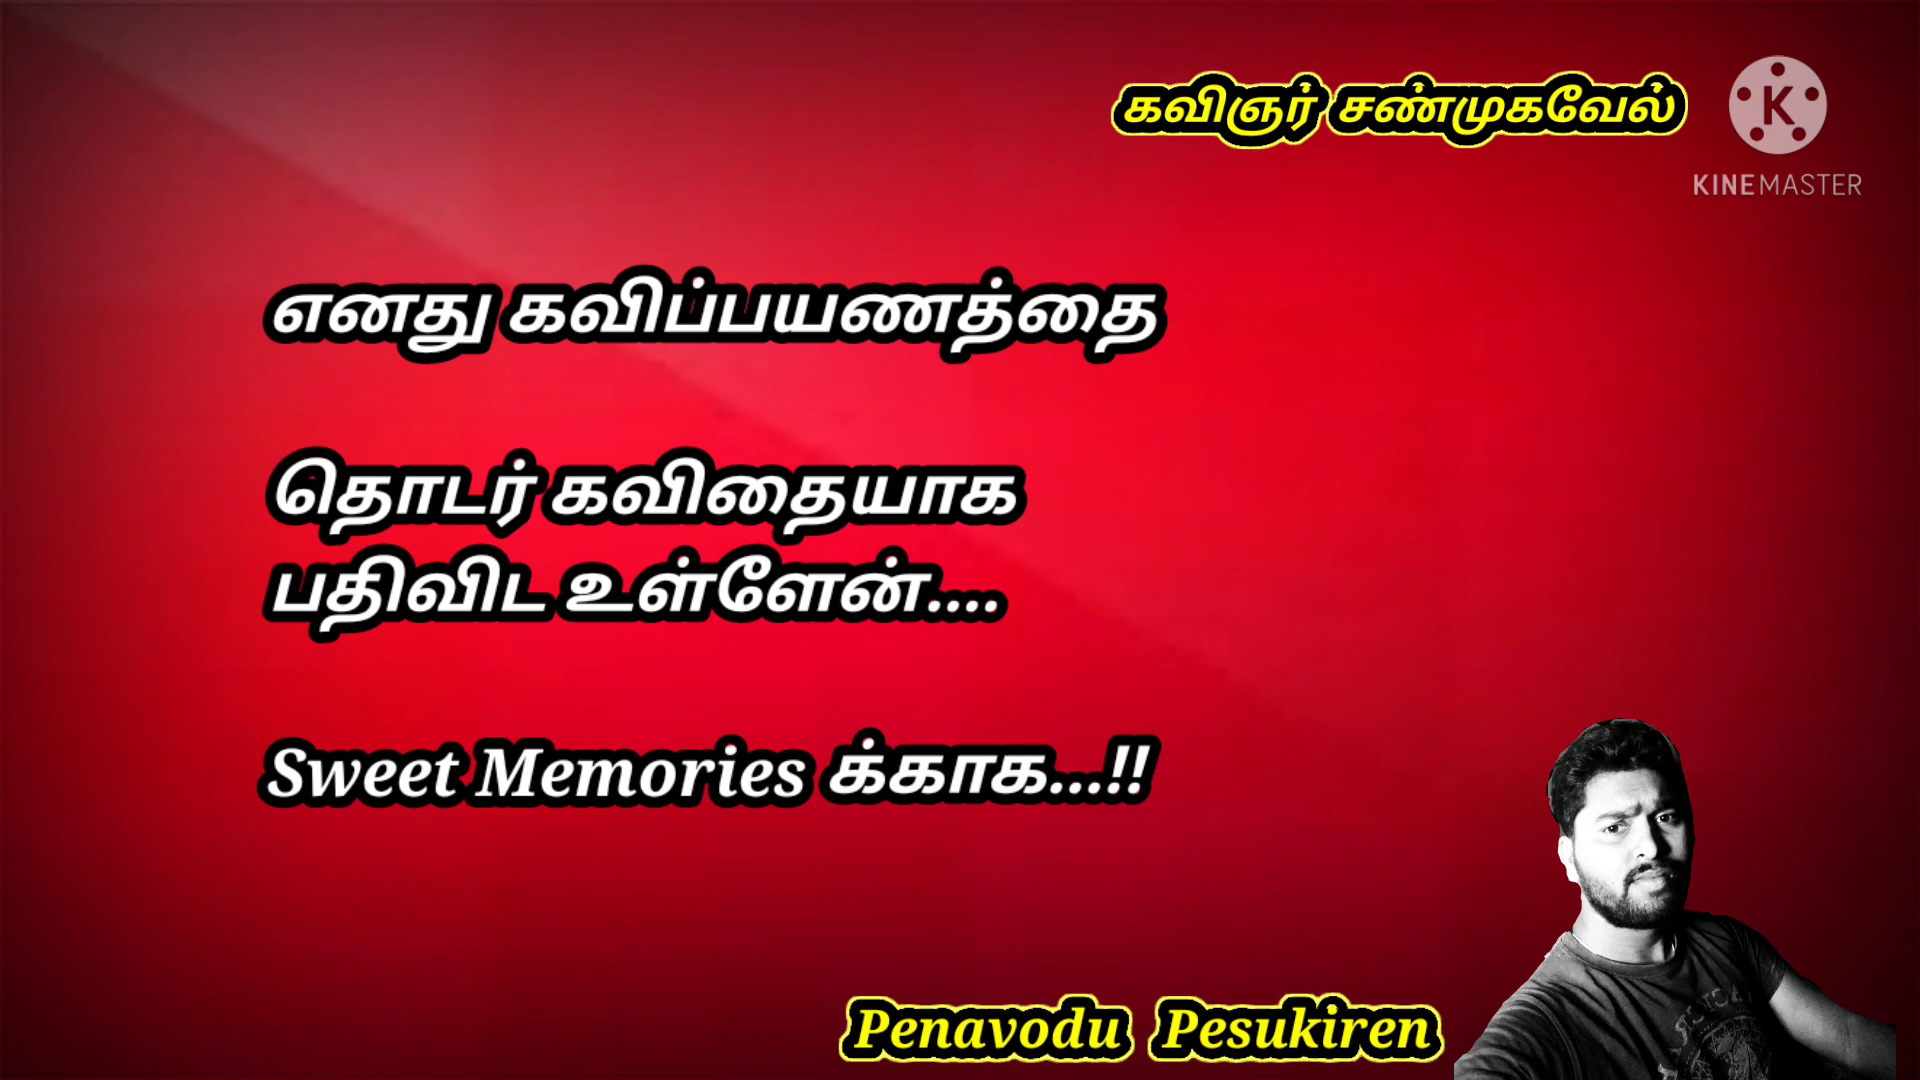 கவிஞர் சண்முகவேல்
K
KINEMASTER
எனது கவிப்பயணத்தை
தொடர் கவிதையாக
பதிவிட உள்ளேன்....
Sweet Memories க்காக...!!
Penavodu Pesukiren